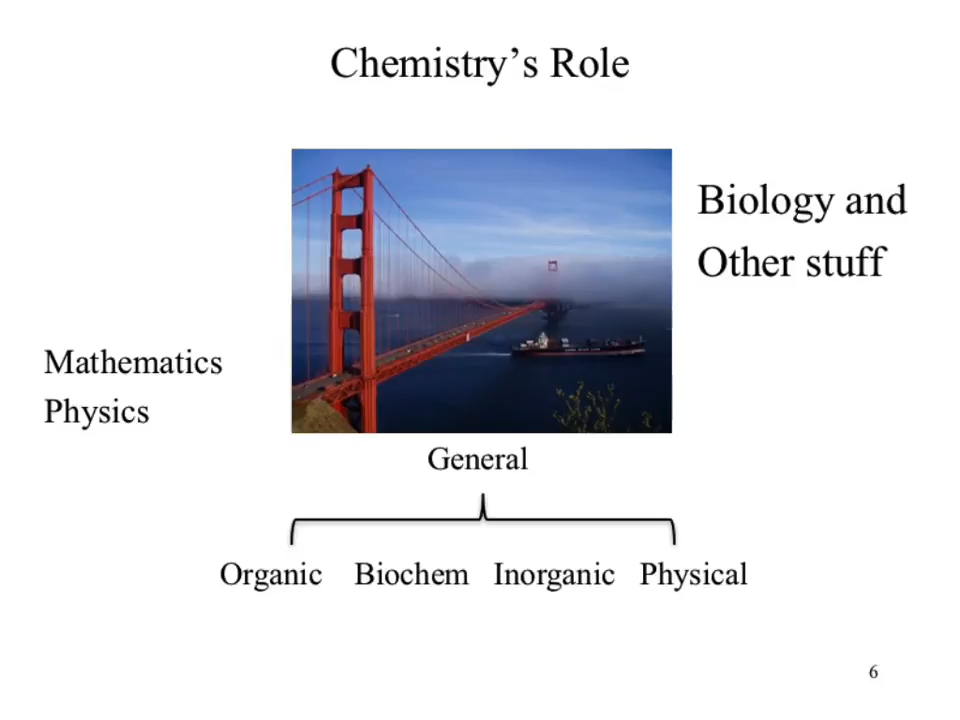 Chemistry’s Role
Biology and
Other stuff
Mathematics
Physics
General
Organic Biochem Inorganic Physical
6